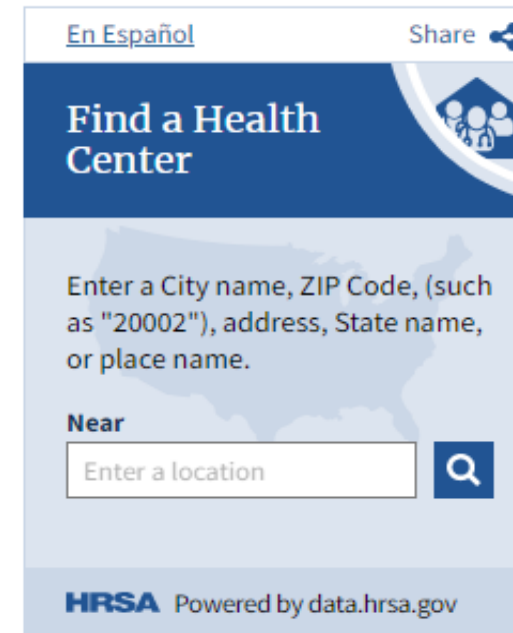 En Español Share
Find a Health
Center
Enter a City name, ZIP Code, (such
as "20002"), address, State name,
or place name.
Near
Enter a location
HRSA Powered by data.hrsa.gov